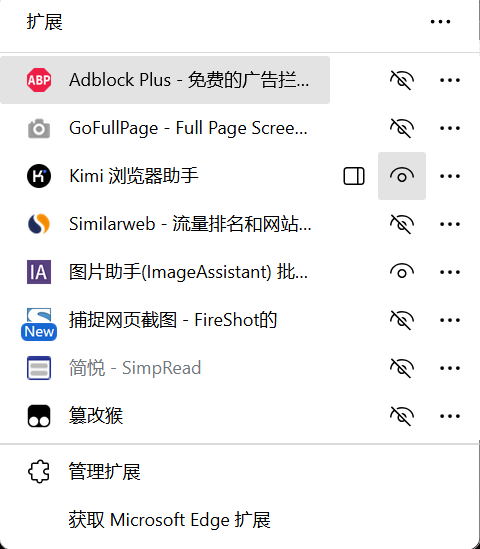 扩展
ABP Adblock Plus - 免费的广告拦...
GoFullPage - Full Page Scree...
Kimi 浏览器助手
Similarweb - 流量排名和网站...
IA 图片助手(ImageAssistant) 批...
S New 捕捉网页截图 - FireShot的
简悦 - SimpRead
篡改猴
管理扩展
获取 Microsoft Edge 扩展